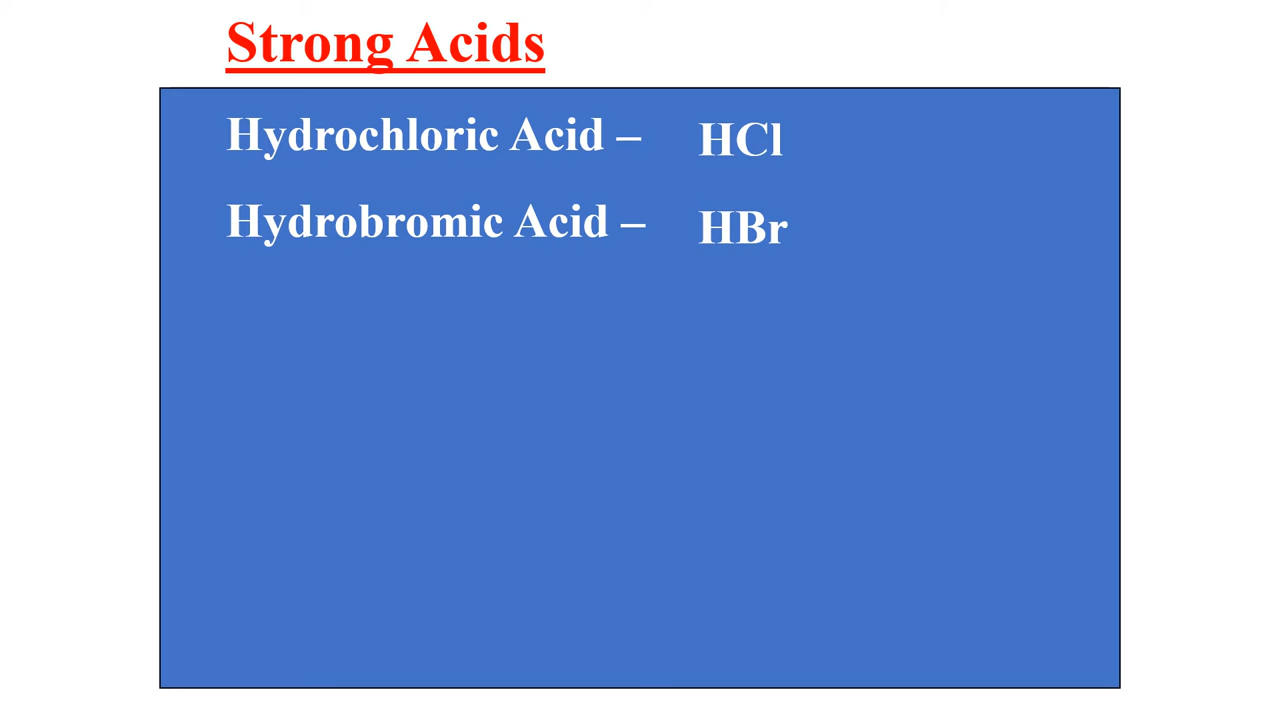 Strong Acids
Hydrochloric Acid – HCl
Hydrobromic Acid – HBr